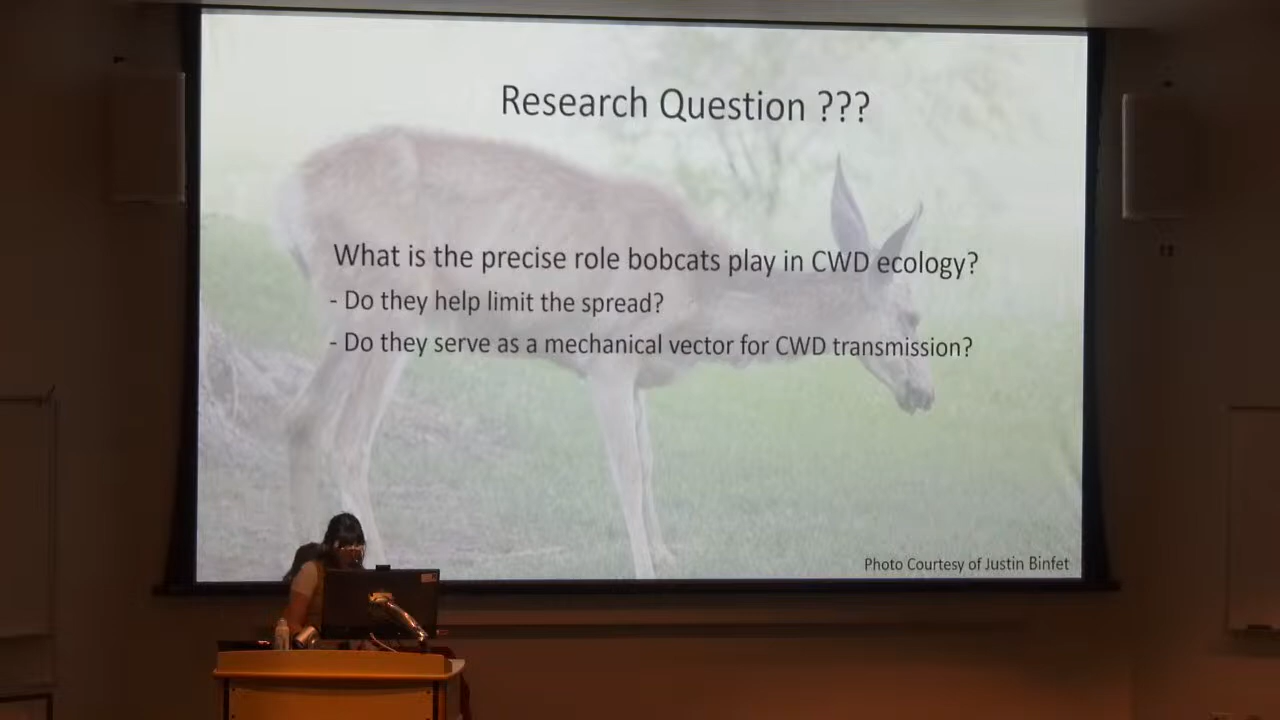 Research Question ???
What is the precise role bobcats play in CWD ecology?
- Do they help limit the spread?
- Do they serve as a mechanical vector for CWD transmission?
Photo Courtesy of Justin Binfet